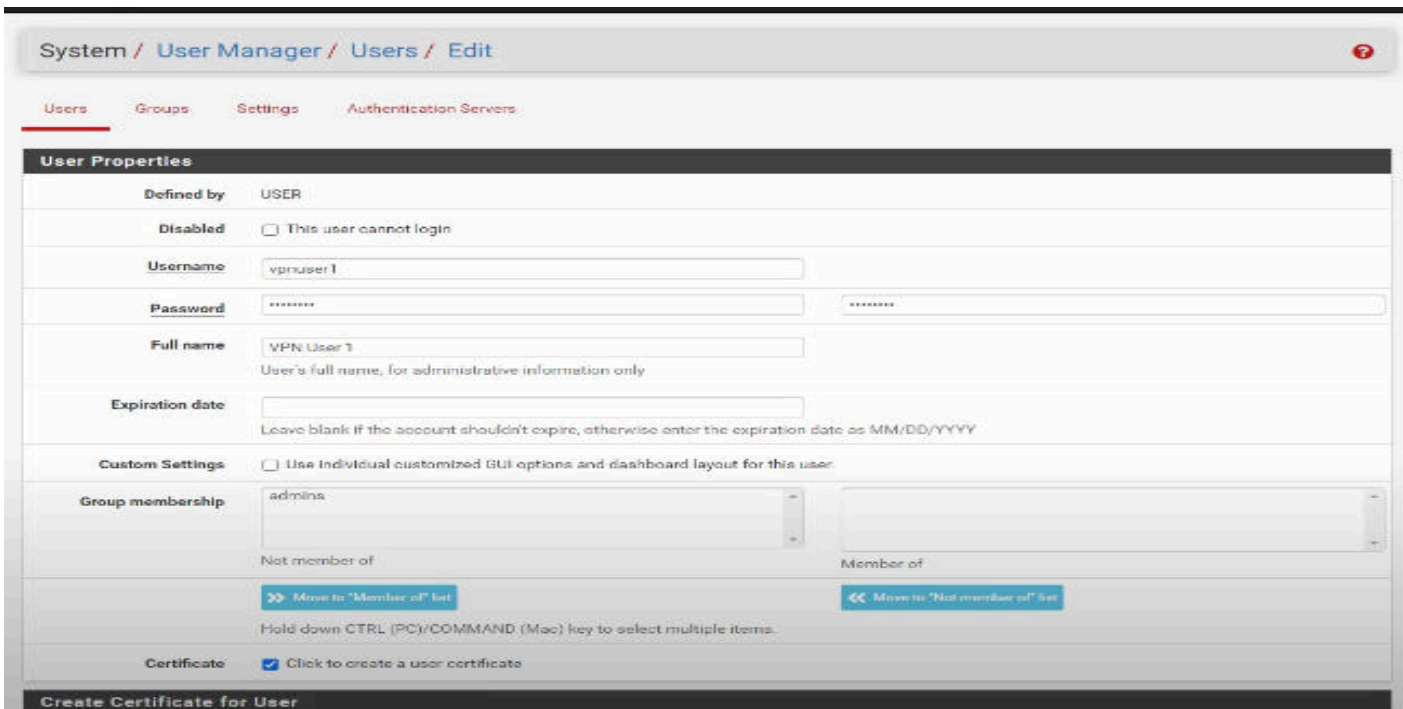 System / User Manager / Users / Edit
Users Groups Settings Authentication Servers
User Properties
Defined by USER
Disabled This user cannot login
Username vpnuser1
Password ******** ********
Full name VPN User 1
User's full name, for administrative information only
Expiration date
Leave blank if the account shouldn't expire, otherwise enter the expiration date as MM/DD/YYYY
Custom Settings Use individual customized GUI options and dashboard layout for this user.
Group membership admins
Not member of Member of
Move to "Member of" list Move to "Not member of" list
Hold down CTRL (PC)/COMMAND (Mac) key to select multiple items.
Certificate Click to create a user certificate
Create Certificate for User